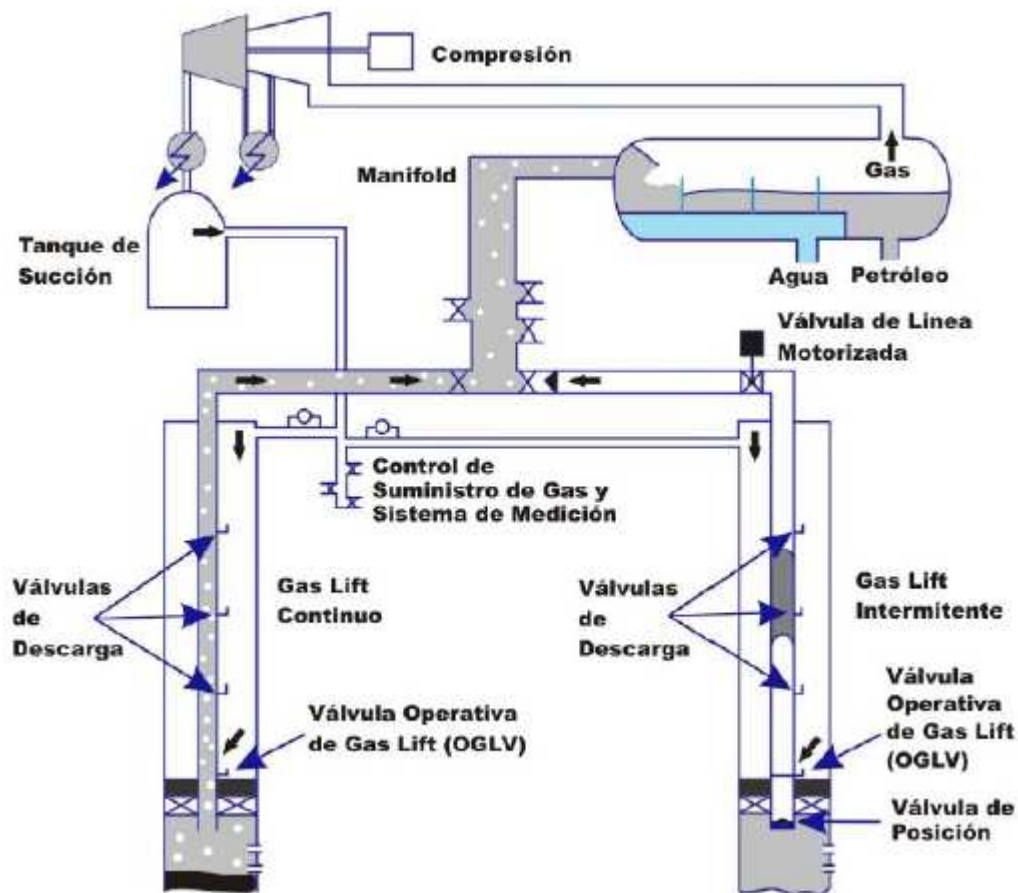 Compresión
Manifold
Gas
Tanque de
Succión
Agua
Petróleo
Válvula de Linea
Motorizada
Control de
Suministro de Gas y
Sistema de Medición
Válvulas
de
Descarga
Gas Lift
Continuo
Válvulas
de
Descarga
Gas Lift
Intermitente
Válvula Operativa
de Gas Lift (OGLV)
Válvula
Operativa
de Gas Lift
(OGLV)
Válvula de
Posición